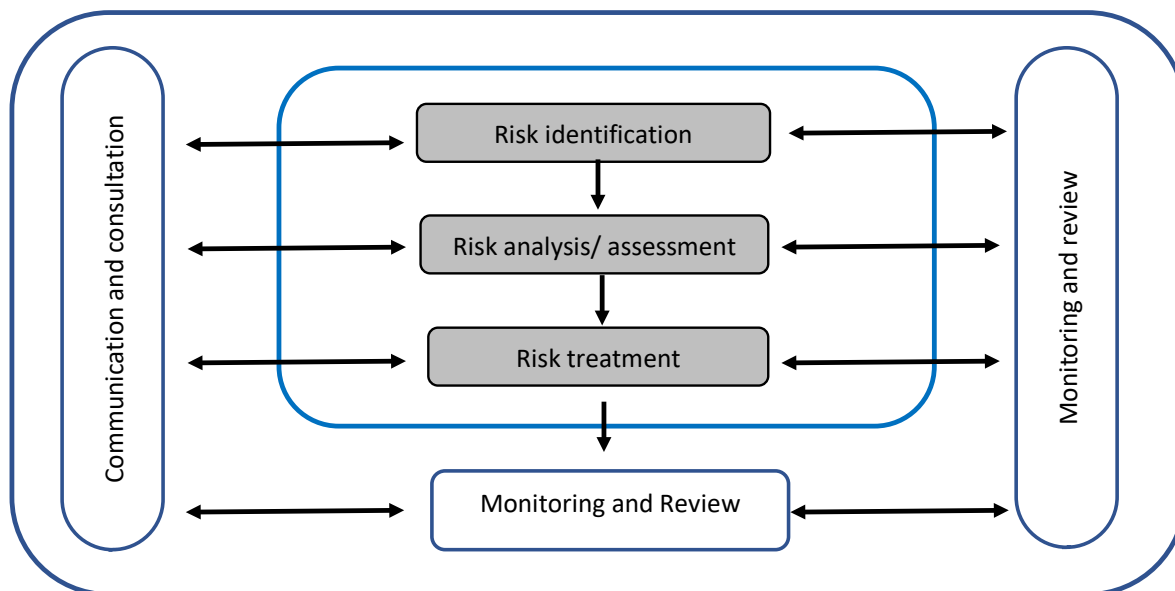 Communication and consultation
Risk identification
Risk analysis/ assessment
Risk treatment
Monitoring and Review
Monitoring and review